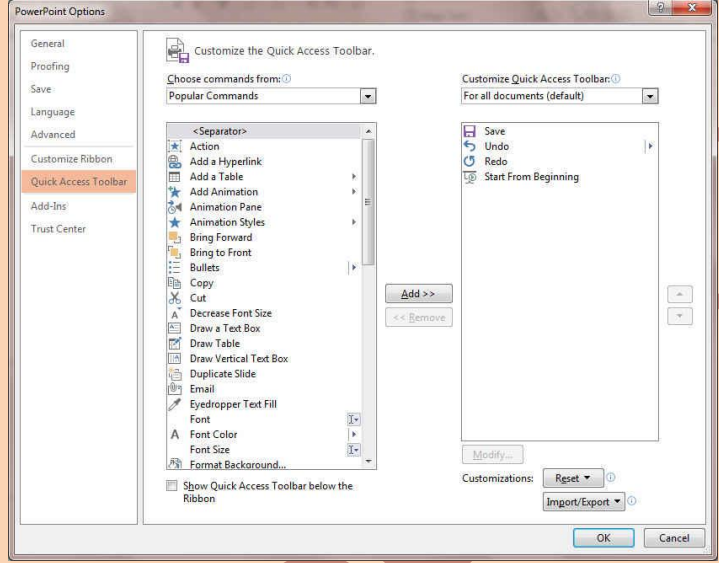 PowerPoint Options
General
Proofing
Save
Language
Advanced
Customize Ribbon
Quick Access Toolbar
Add-Ins
Trust Center
Customize the Quick Access Toolbar.
Choose commands from:
Popular Commands
<Separator>
Action
Add a Hyperlink
Add a Table
Add Animation
Animation Pane
Animation Styles
Bring Forward
Bring to Front
Bullets
Copy
Cut
Decrease Font Size
Draw a Text Box
Draw Table
Draw Vertical Text Box
Duplicate Slide
Email
Eyedropper Text Fill
Font
Font Color
Font Size
Format Background...
Show Quick Access Toolbar below the
Ribbon
Add >>
<< Remove
Customize Quick Access Toolbar:
For all documents (default)
Save
Undo
Redo
Start From Beginning
Modify...
Customizations: Reset
Import/Export
OK Cancel